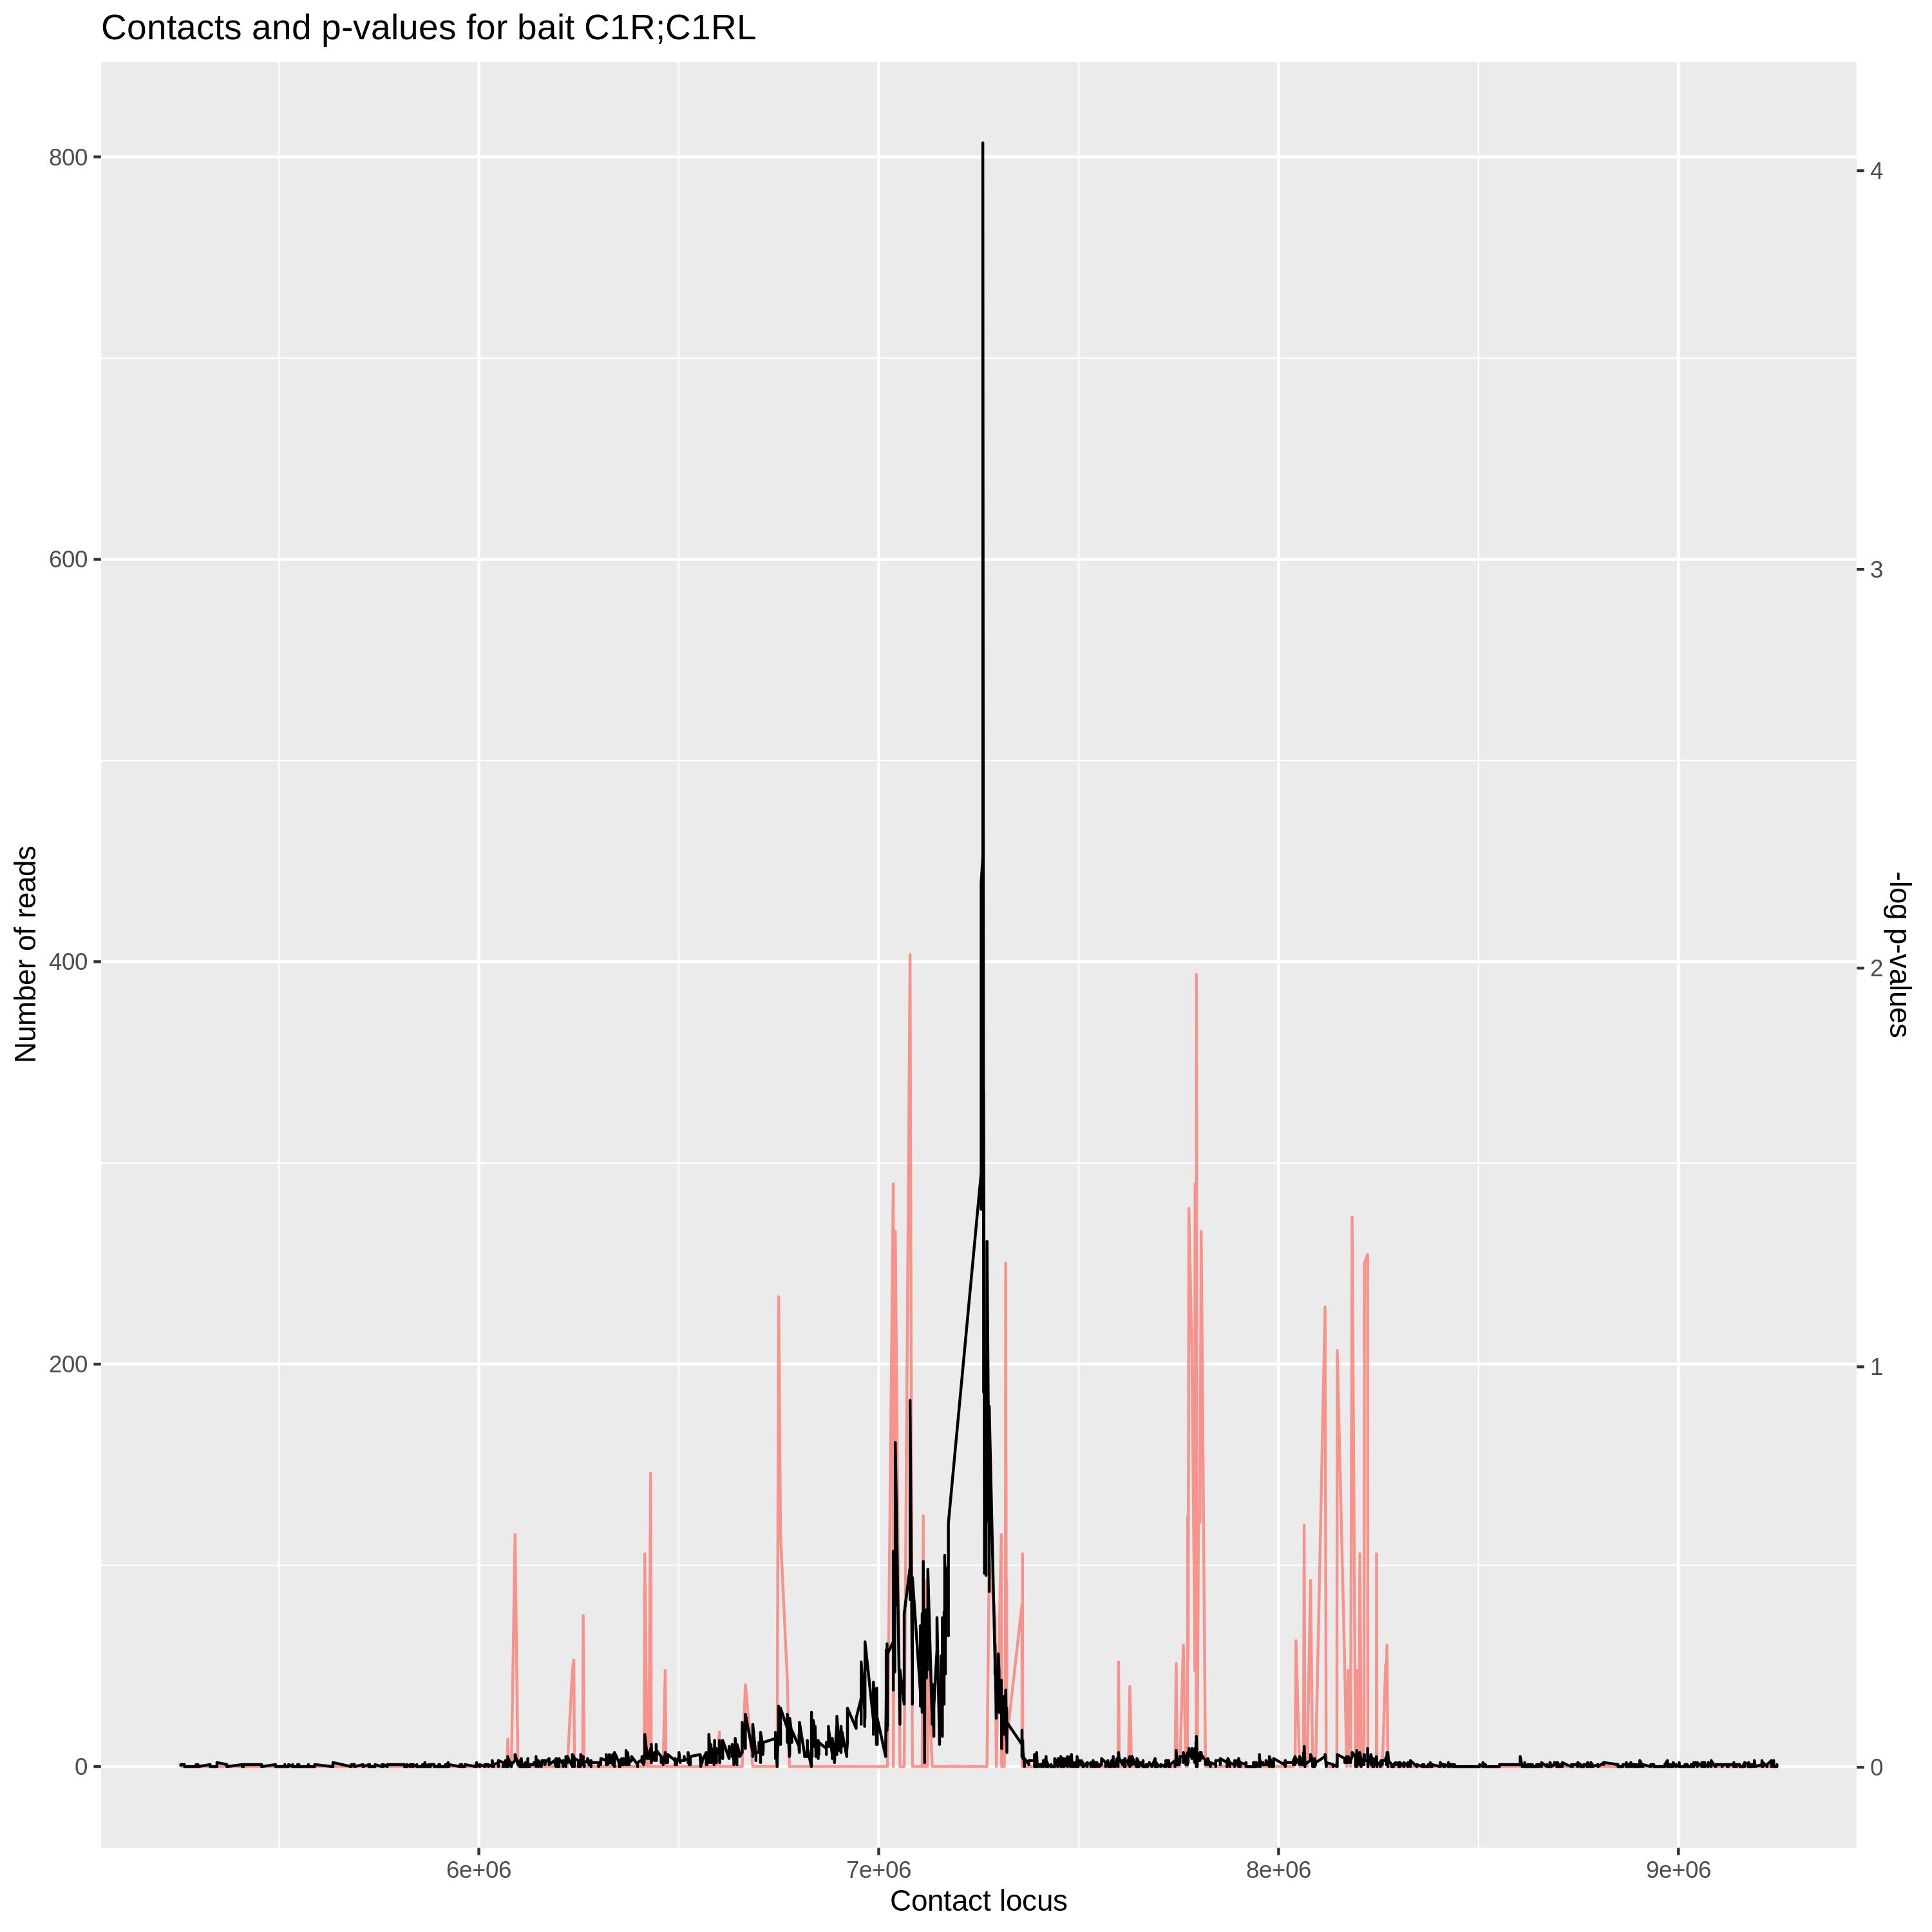 Contacts and p-values for bait C1R;C1RL
800
600
400
200
0
Number of reads
4
3
2
1
0
-log p-values
6e+06
7e+06
8e+06
9e+06
Contact locus